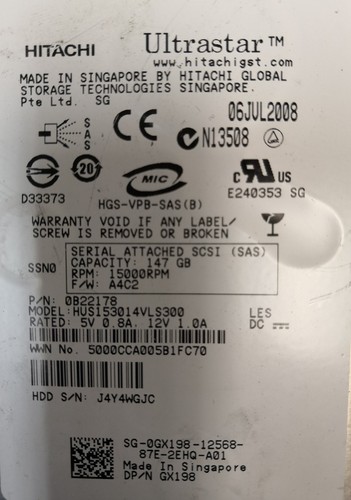 HITACHI Ultrastar™
www.hitachigst.com
MADE IN SINGAPORE BY HITACHI GLOBAL
STORAGE TECHNOLOGIES SINGAPORE.
Pte Ltd. SG
06JUL2008
SAS
CE
N13508
D33373
20
MIC
c UR US
HGS-VPB-SAS(B)
E240353 SG
WARRANTY VOID IF ANY LABEL/
SCREW IS REMOVED OR BROKEN
SSN0
SERIAL ATTACHED SCSI (SAS)
CAPACITY: 147 GB
RPM: 15000RPM
F/W: A4C2
P/N: 0B22178
MODEL:HUS153014VLS300
RATED: 5V 0.8A. 12V 1.0A
LES
DC
WWN No. 5000CCA005B1FC70
HDD S/N: J4Y4WGJC
SG-0GX198-12568-
87E-2EHQ-A01
Made In Singapore
DP/N GX198